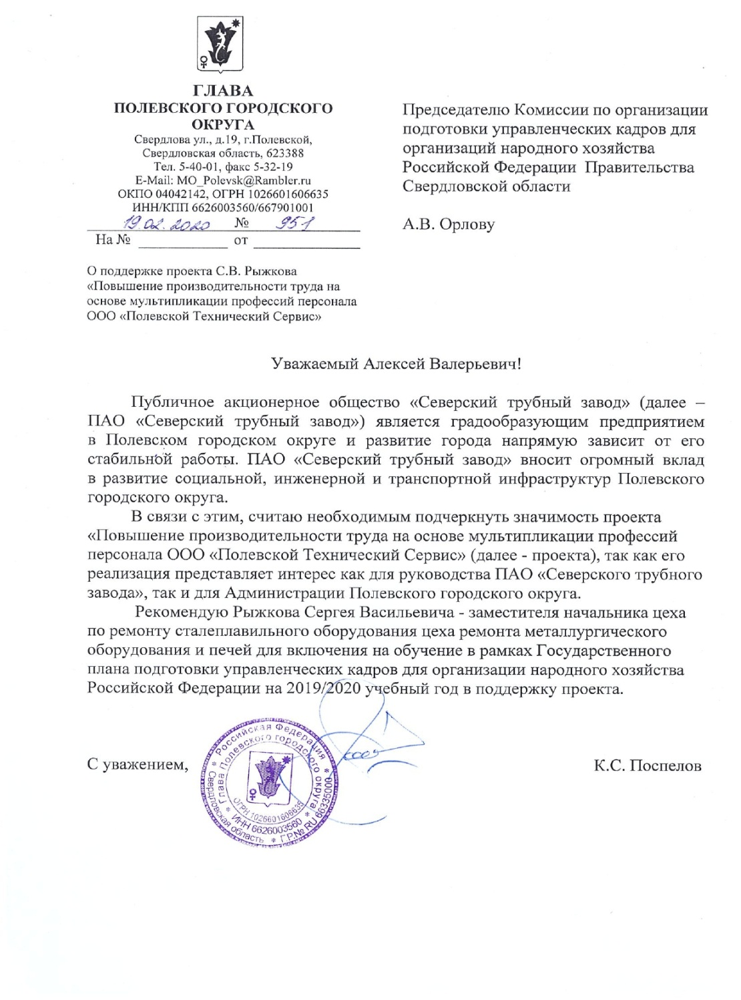 ГЛАВА
ПОЛЕВСКОГО ГОРОДСКОГО
ОКРУГА
Свердлова ул., д.19, г.Полевской,
Свердловская область, 623388
Тел. 5-40-01, факс 5-32-19
E-Mail: MO_Polevsk@Rambler.ru
ОКПО 04042142, ОГРН 1026601606635
ИНН/КПП 6626003560/667901001
19.02.2020 № 951
На № ____________ от ______________
Председателю Комиссии по организации
подготовки управленческих кадров для
организаций народного хозяйства
Российской Федерации Правительства
Свердловской области
А.В. Орлову
О поддержке проекта С.В. Рыжкова
«Повышение производительности труда на
основе мультипликации профессий персонала
ООО «Полевской Технический Сервис»
Уважаемый Алексей Валерьевич!
Публичное акционерное общество «Северский трубный завод» (далее –
ПАО «Северский трубный завод») является градообразующим предприятием
в Полевском городском округе и развитие города напрямую зависит от его
стабильной работы. ПАО «Северский трубный завод» вносит огромный вклад
в развитие социальной, инженерной и транспортной инфраструктур Полевского
городского округа.
В связи с этим, считаю необходимым подчеркнуть значимость проекта
«Повышение производительности труда на основе мультипликации профессий
персонала ООО «Полевской Технический Сервис» (далее - проекта), так как его
реализация представляет интерес как для руководства ПАО «Северского трубного
завода», так и для Администрации Полевского городского округа.
Рекомендую Рыжкова Сергея Васильевича - заместителя начальника цеха
по ремонту сталеплавильного оборудования цеха ремонта металлургического
оборудования и печей для включения на обучение в рамках Государственного
плана подготовки управленческих кадров для организации народного хозяйства
Российской Федерации на 2019/2020 учебный год в поддержку проекта.
С уважением,
К.С. Поспелов
* Российская Федерация * Г.Р.№ RU 66335000 * Свердловская область
Глава Полевского городского округа * ИНН 6626003560 *
ОГРН 1026601606635